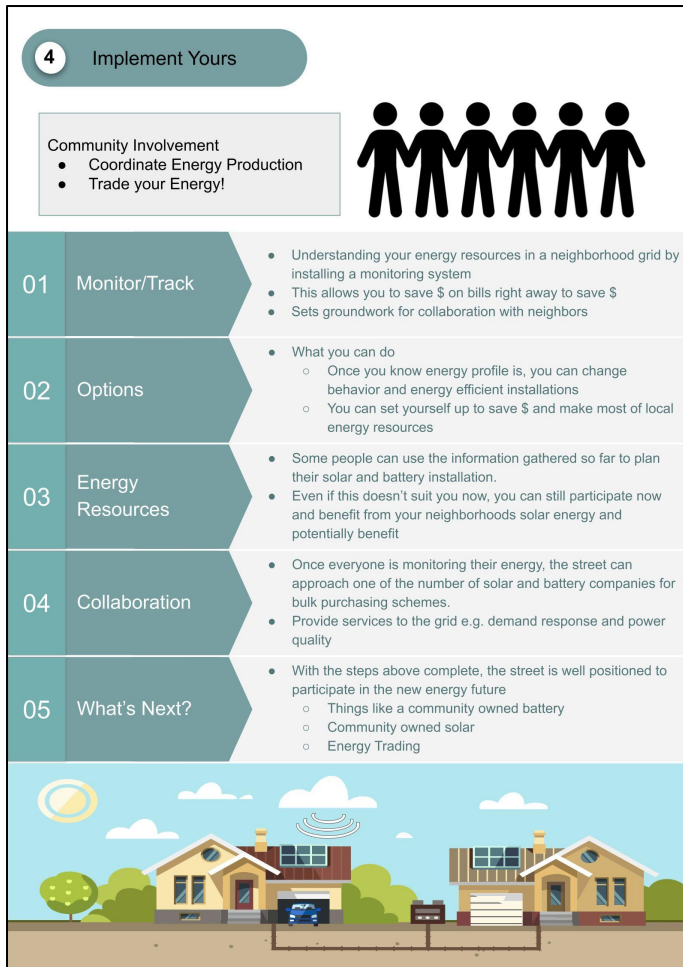 4
Implement Yours
Community Involvement
● Coordinate Energy Production
● Trade your Energy!
01
Monitor/Track
● Understanding your energy resources in a neighborhood grid by
installing a monitoring system
● This allows you to save $ on bills right away to save $
● Sets groundwork for collaboration with neighbors
02
Options
● What you can do
○ Once you know energy profile is, you can change
behavior and energy efficient installations
○ You can set yourself up to save $ and make most of local
energy resources
03
Energy
Resources
● Some people can use the information gathered so far to plan
their solar and battery installation.
● Even if this doesn’t suit you now, you can still participate now
and benefit from your neighborhoods solar energy and
potentially benefit
04
Collaboration
● Once everyone is monitoring their energy, the street can
approach one of the number of solar and battery companies for
bulk purchasing schemes.
● Provide services to the grid e.g. demand response and power
quality
05
What’s Next?
● With the steps above complete, the street is well positioned to
participate in the new energy future
○ Things like a community owned battery
○ Community owned solar
○ Energy Trading